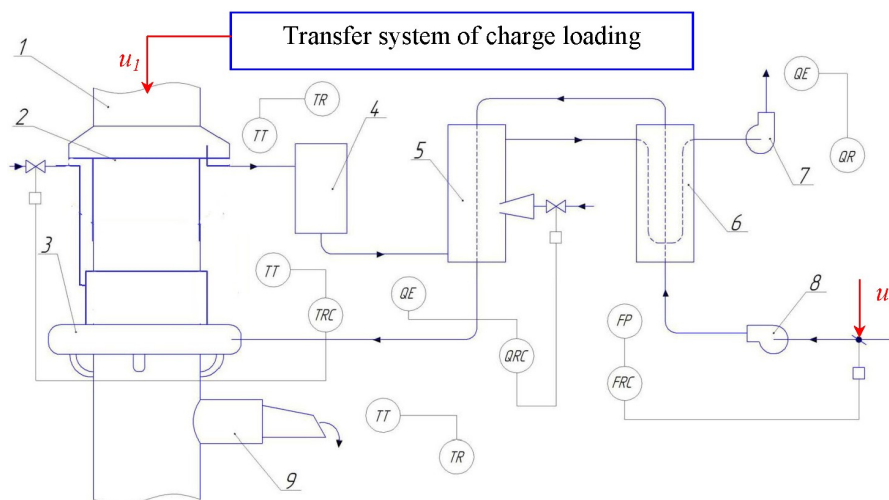 Transfer system of charge loading
u1
1
2
3
TT
TR
4
5
6
7
QE
QR
8
u
TT
TRC
QE
QRC
FP
FRC
TT
TR
9